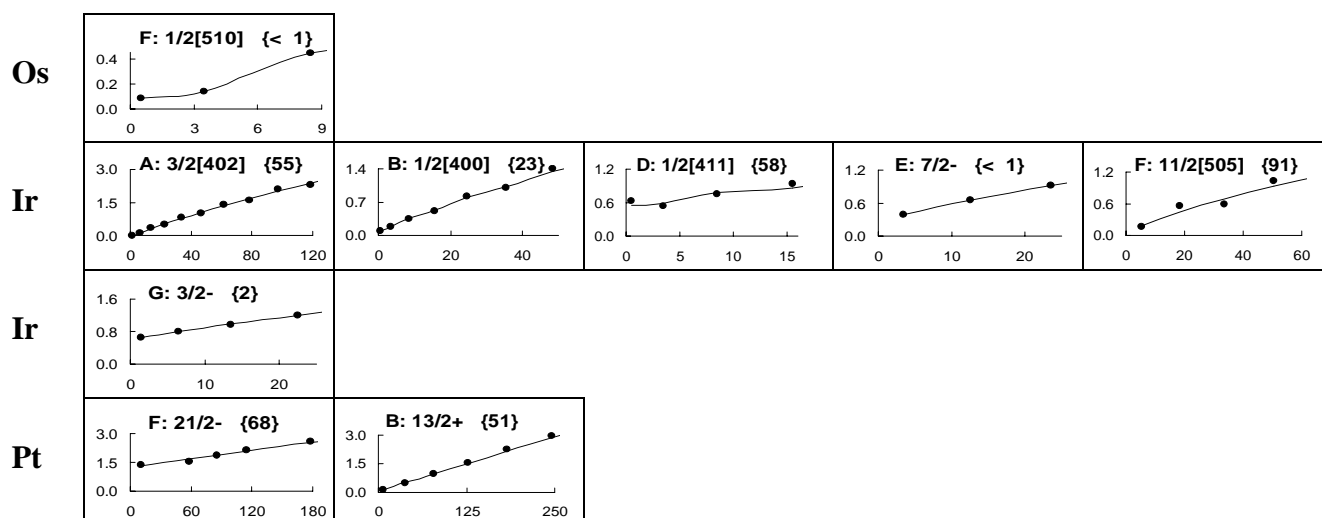 F: 1/2[510] {< 1}
0.4
0.2
0.0
0 3 6 9
Os
A: 3/2[402] {55}
3.0
1.5
0.0
0 40 80 120
B: 1/2[400] {23}
1.4
0.7
0.0
0 20 40
D: 1/2[411] {58}
1.2
0.6
0.0
0 5 10 15
E: 7/2- {< 1}
1.2
0.6
0.0
0 10 20
F: 11/2[505] {91}
1.2
0.6
0.0
0 20 40 60
Ir
G: 3/2- {2}
1.6
0.8
0.0
0 10 20
Ir
F: 21/2- {68}
3.0
1.5
0.0
0 60 120 180
B: 13/2+ {51}
3.0
1.5
0.0
0 125 250
Pt